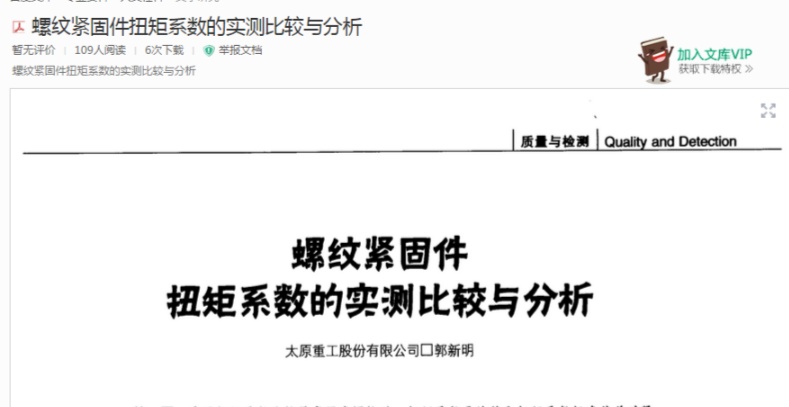 螺纹紧固件扭矩系数的实测比较与分析
暂无评价 | 109人阅读 | 6次下载 | 举报文档
加入文库VIP
获取下载特权 »
螺纹紧固件扭矩系数的实测比较与分析
质量与检测 | Quality and Detection
螺纹紧固件
扭矩系数的实测比较与分析
太原重工股份有限公司□郭新明